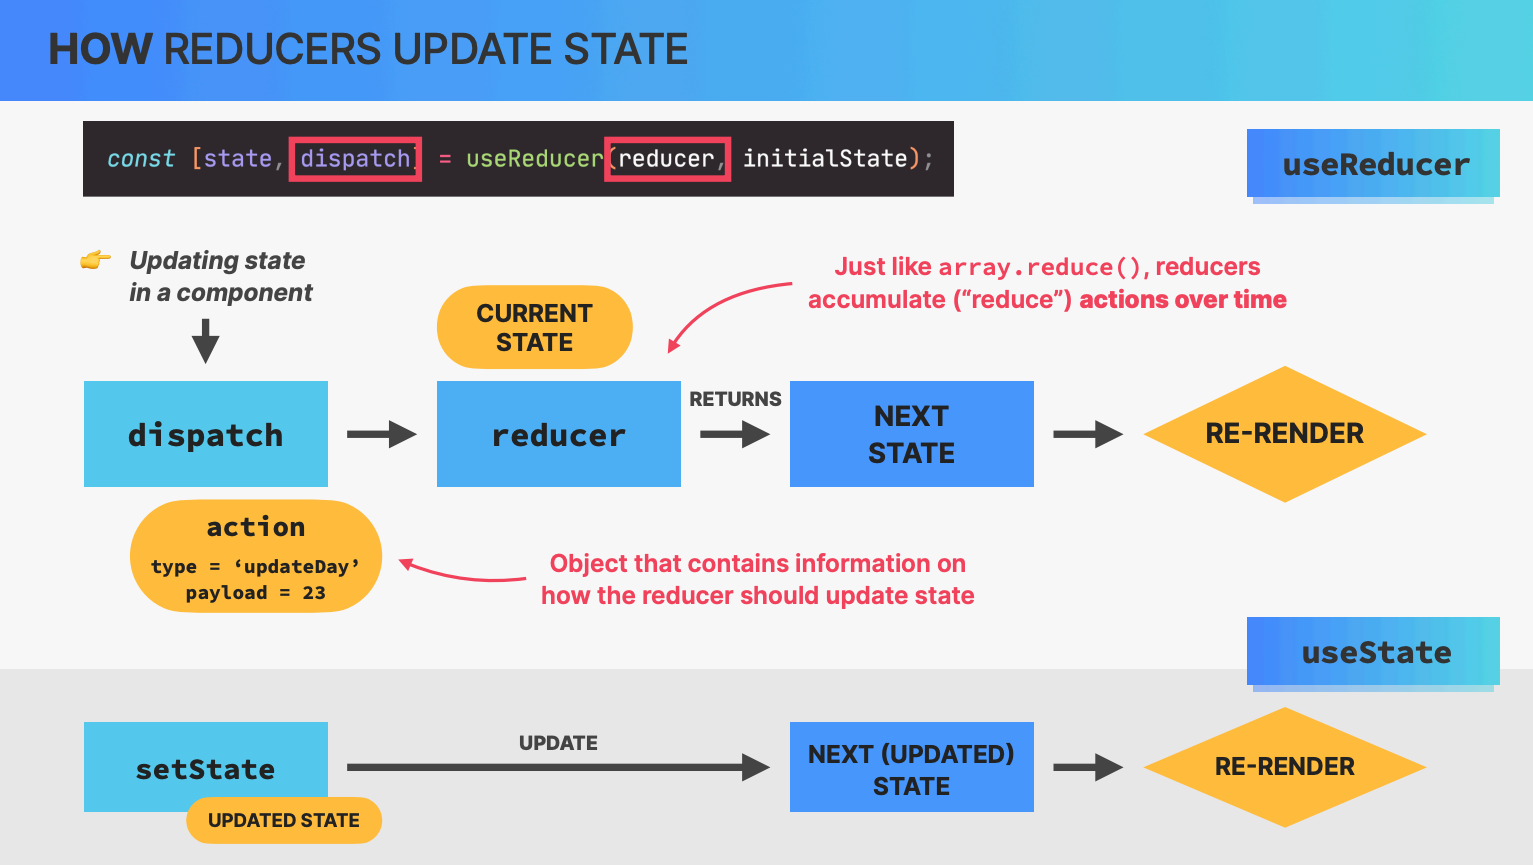 HOW REDUCERS UPDATE STATE
const [state, dispatch] = useReducer(reducer, initialState);
useReducer
Updating state
in a component
Just like array.reduce(), reducers
accumulate (“reduce”) actions over time
CURRENT
STATE
dispatch
reducer
RETURNS
NEXT
STATE
RE-RENDER
action
type = ‘updateDay’
payload = 23
Object that contains information on
how the reducer should update state
useState
setState
UPDATED STATE
UPDATE
NEXT (UPDATED)
STATE
RE-RENDER